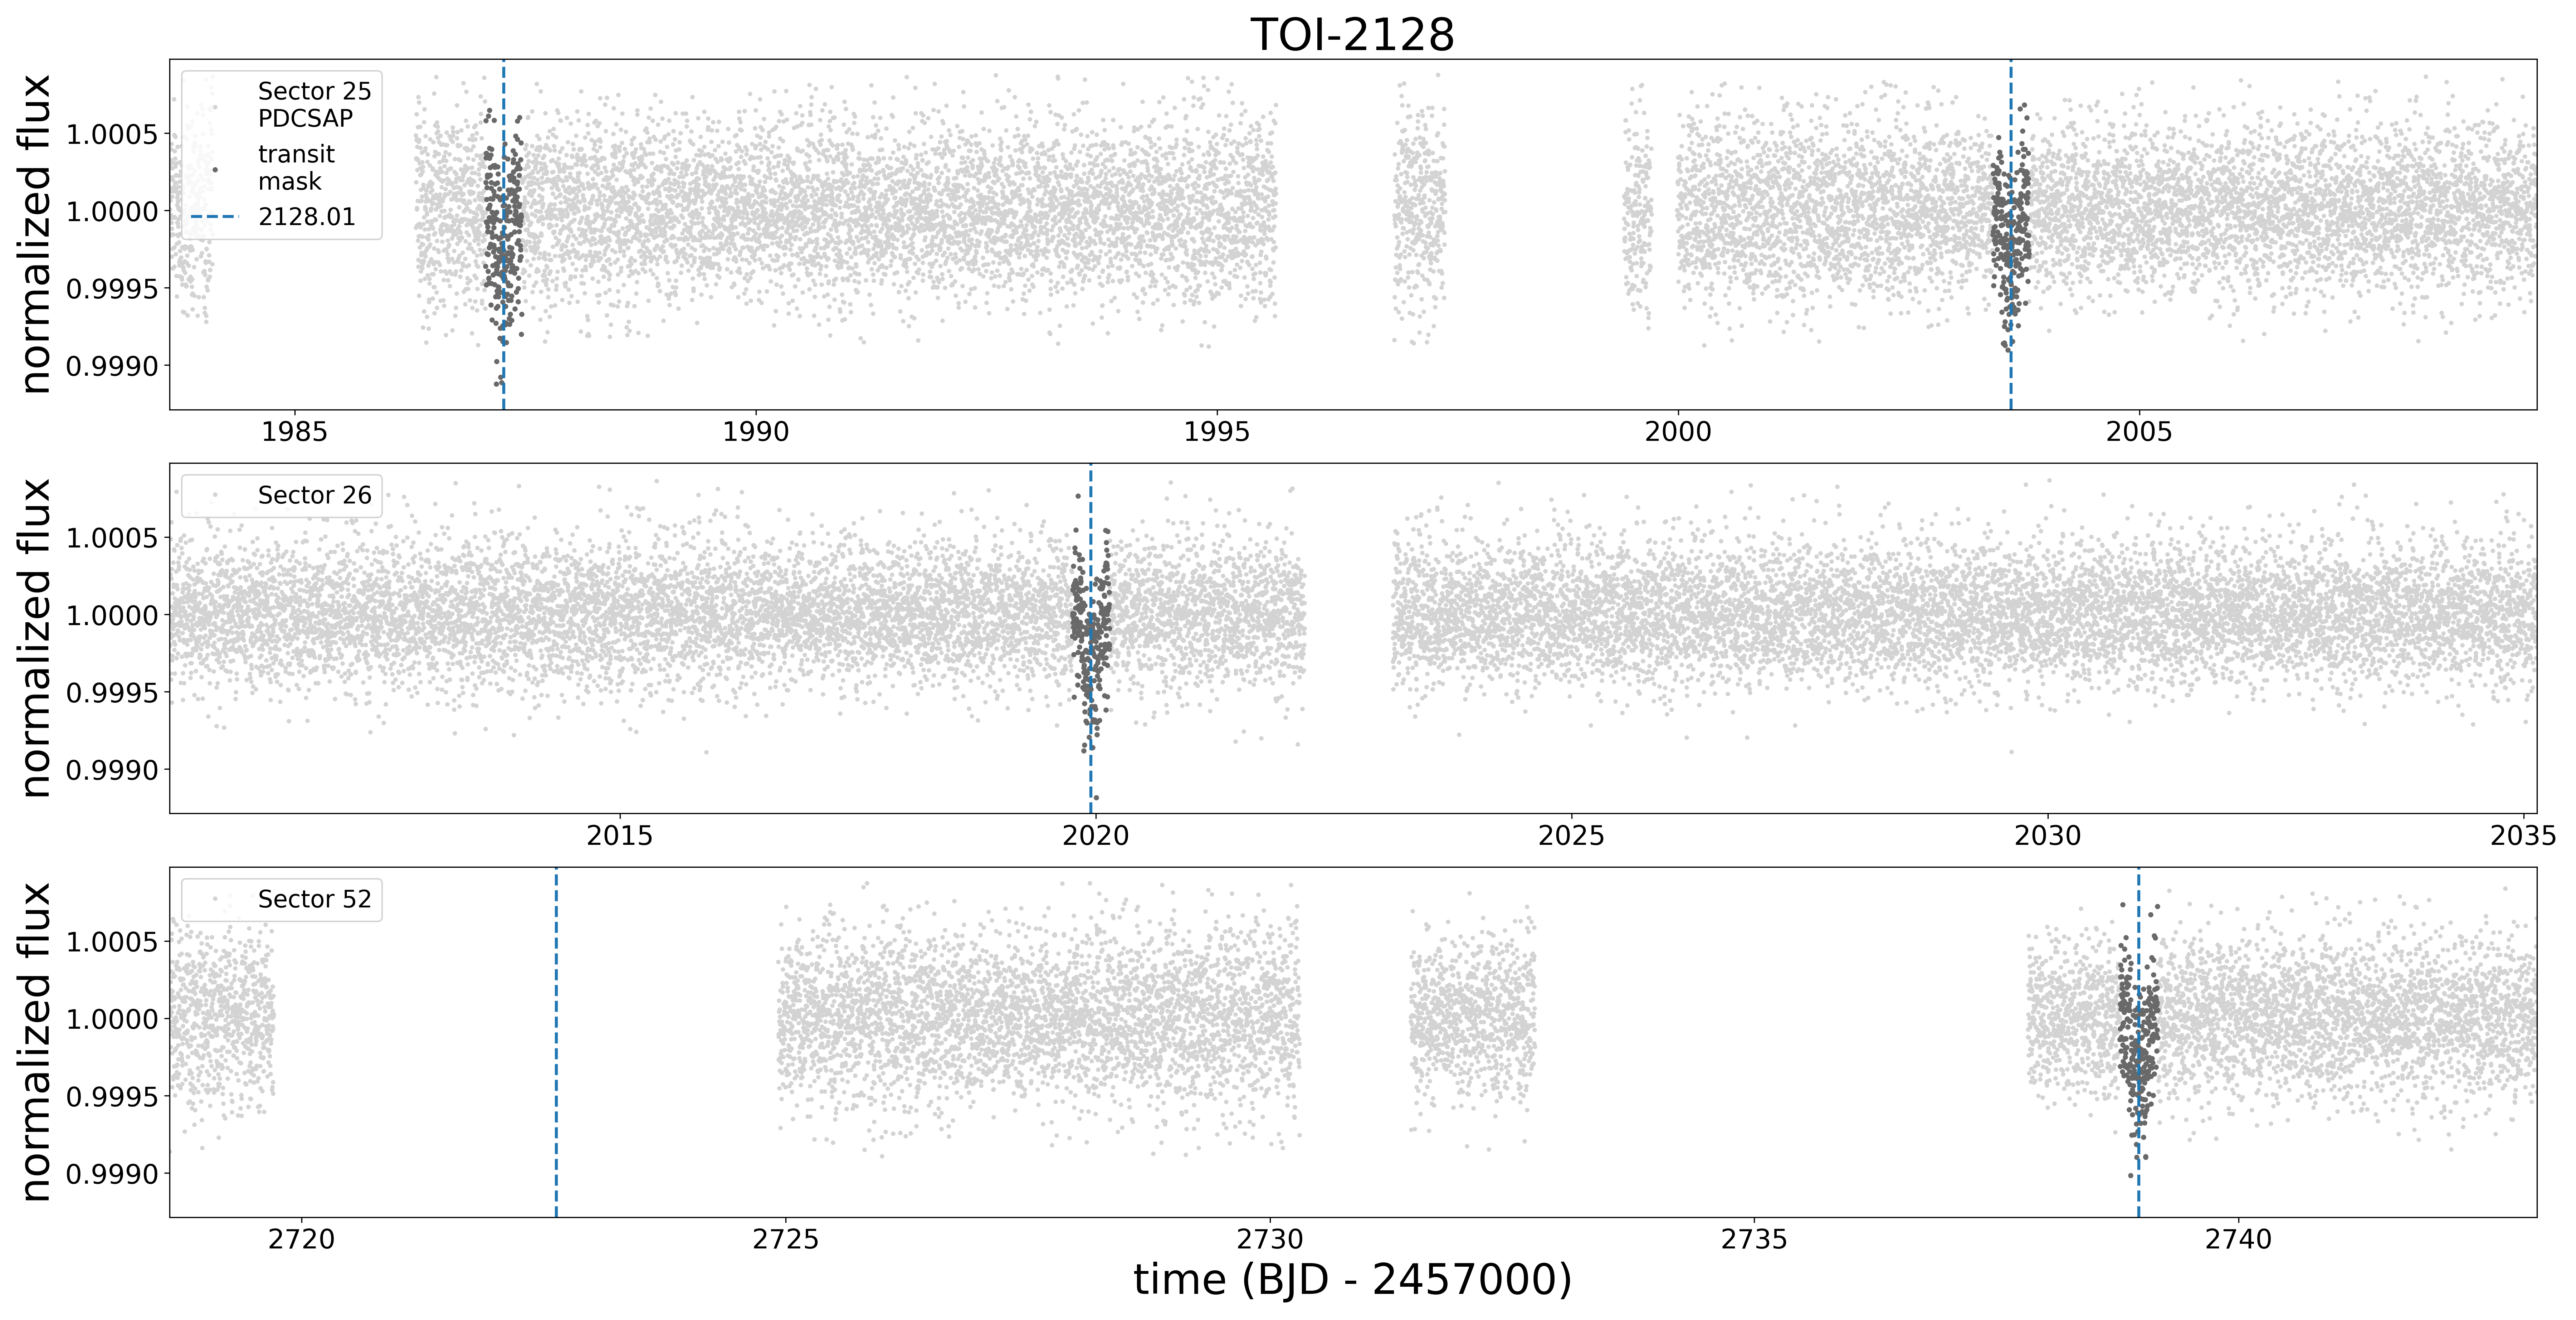 TOI-2128
normalized flux
1.0005
1.0000
0.9995
0.9990
Sector 25
PDCSAP
transit
mask
2128.01
1985
1990
1995
2000
2005
normalized flux
1.0005
1.0000
0.9995
0.9990
Sector 26
2015
2020
2025
2030
2035
normalized flux
1.0005
1.0000
0.9995
0.9990
Sector 52
2720
2725
2730
2735
2740
time (BJD - 2457000)